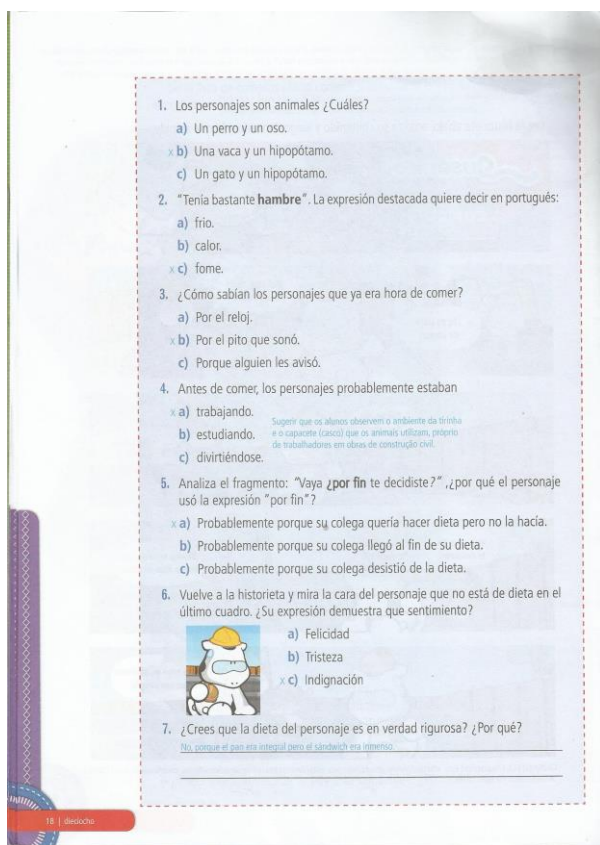 1. Los personajes son animales ¿Cuáles?
a) Un perro y un oso.
x b) Una vaca y un hipopótamo.
c) Un gato y un hipopótamo.
2. "Tenía bastante hambre". La expresión destacada quiere decir en portugués:
a) frio.
b) calor.
x c) fome.
3. ¿Cómo sabían los personajes que ya era hora de comer?
a) Por el reloj.
x b) Por el pito que sonó.
c) Porque alguien les avisó.
4. Antes de comer, los personajes probablemente estaban
x a) trabajando.
b) estudiando.
c) divirtiéndose.
Sugerir que os alunos observem o ambiente da tirinha
e o capacete (casco) que os animais utilizam, próprio
de trabalhadores em obras de construção civil.
5. Analiza el fragmento: "Vaya ¿por fin te decidiste?" ,¿por qué el personaje
usó la expresión "por fin"?
x a) Probablemente porque su colega quería hacer dieta pero no la hacía.
b) Probablemente porque su colega llegó al fin de su dieta.
c) Probablemente porque su colega desistió de la dieta.
6. Vuelve a la historieta y mira la cara del personaje que no está de dieta en el
último cuadro. ¿Su expresión demuestra que sentimiento?
a) Felicidad
b) Tristeza
x c) Indignación
7. ¿Crees que la dieta del personaje es en verdad rigurosa? ¿Por qué?
No, porque el pan era integral pero el sándwich era inmenso.
18 | dieciocho